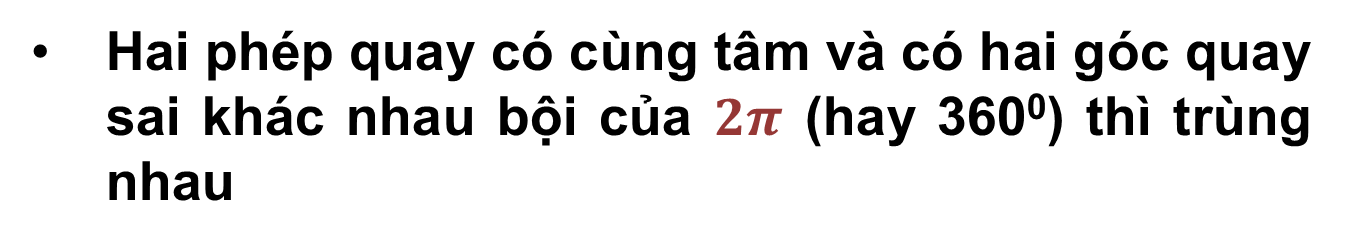 • Hai phép quay có cùng tâm và có hai góc quay
sai khác nhau bội của 2π (hay 360⁰) thì trùng
nhau